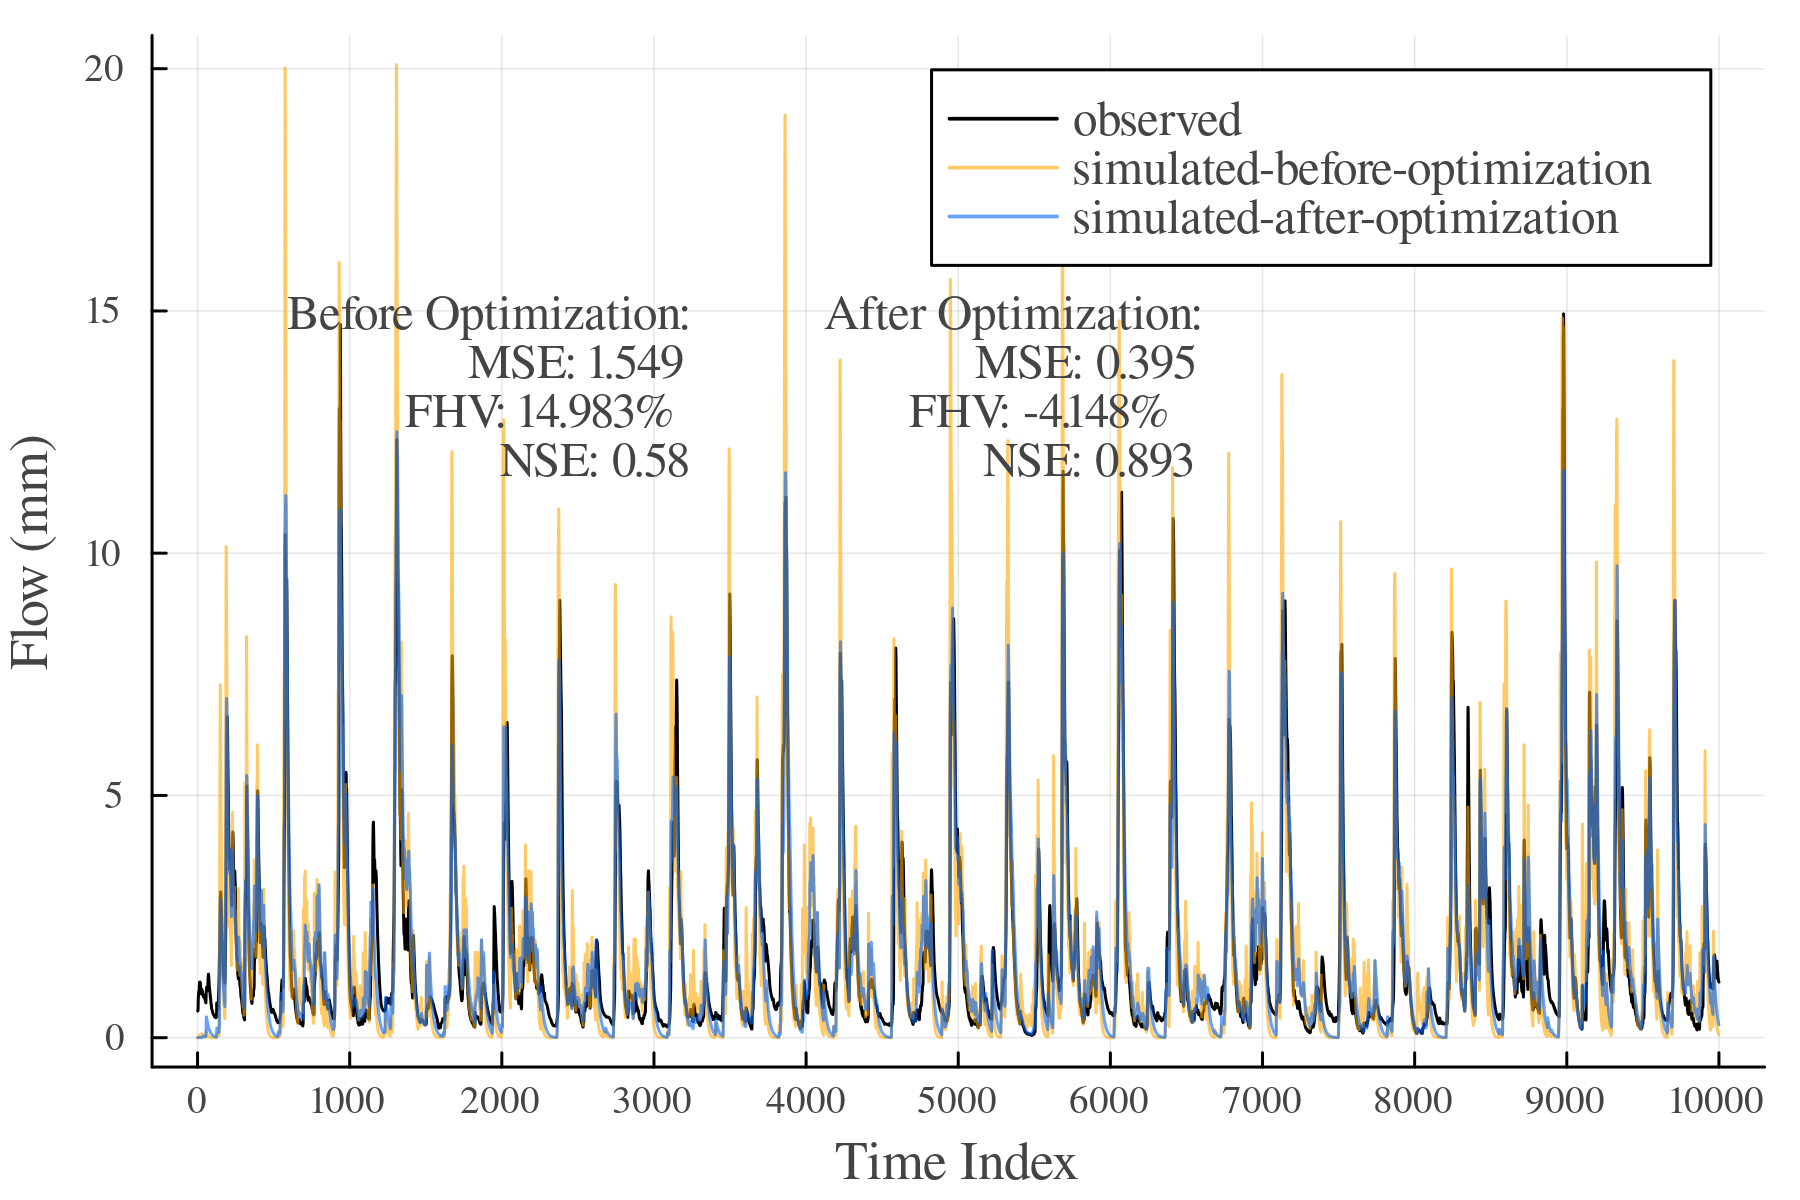 20
observed
simulated-before-optimization
simulated-after-optimization
15
Before Optimization:
MSE: 1.549
FHV: 14.983%
NSE: 0.58
After Optimization:
MSE: 0.395
FHV: -4.148%
NSE: 0.893
10
5
0
Flow (mm)
0 1000 2000 3000 4000 5000 6000 7000 8000 9000 10000
Time Index